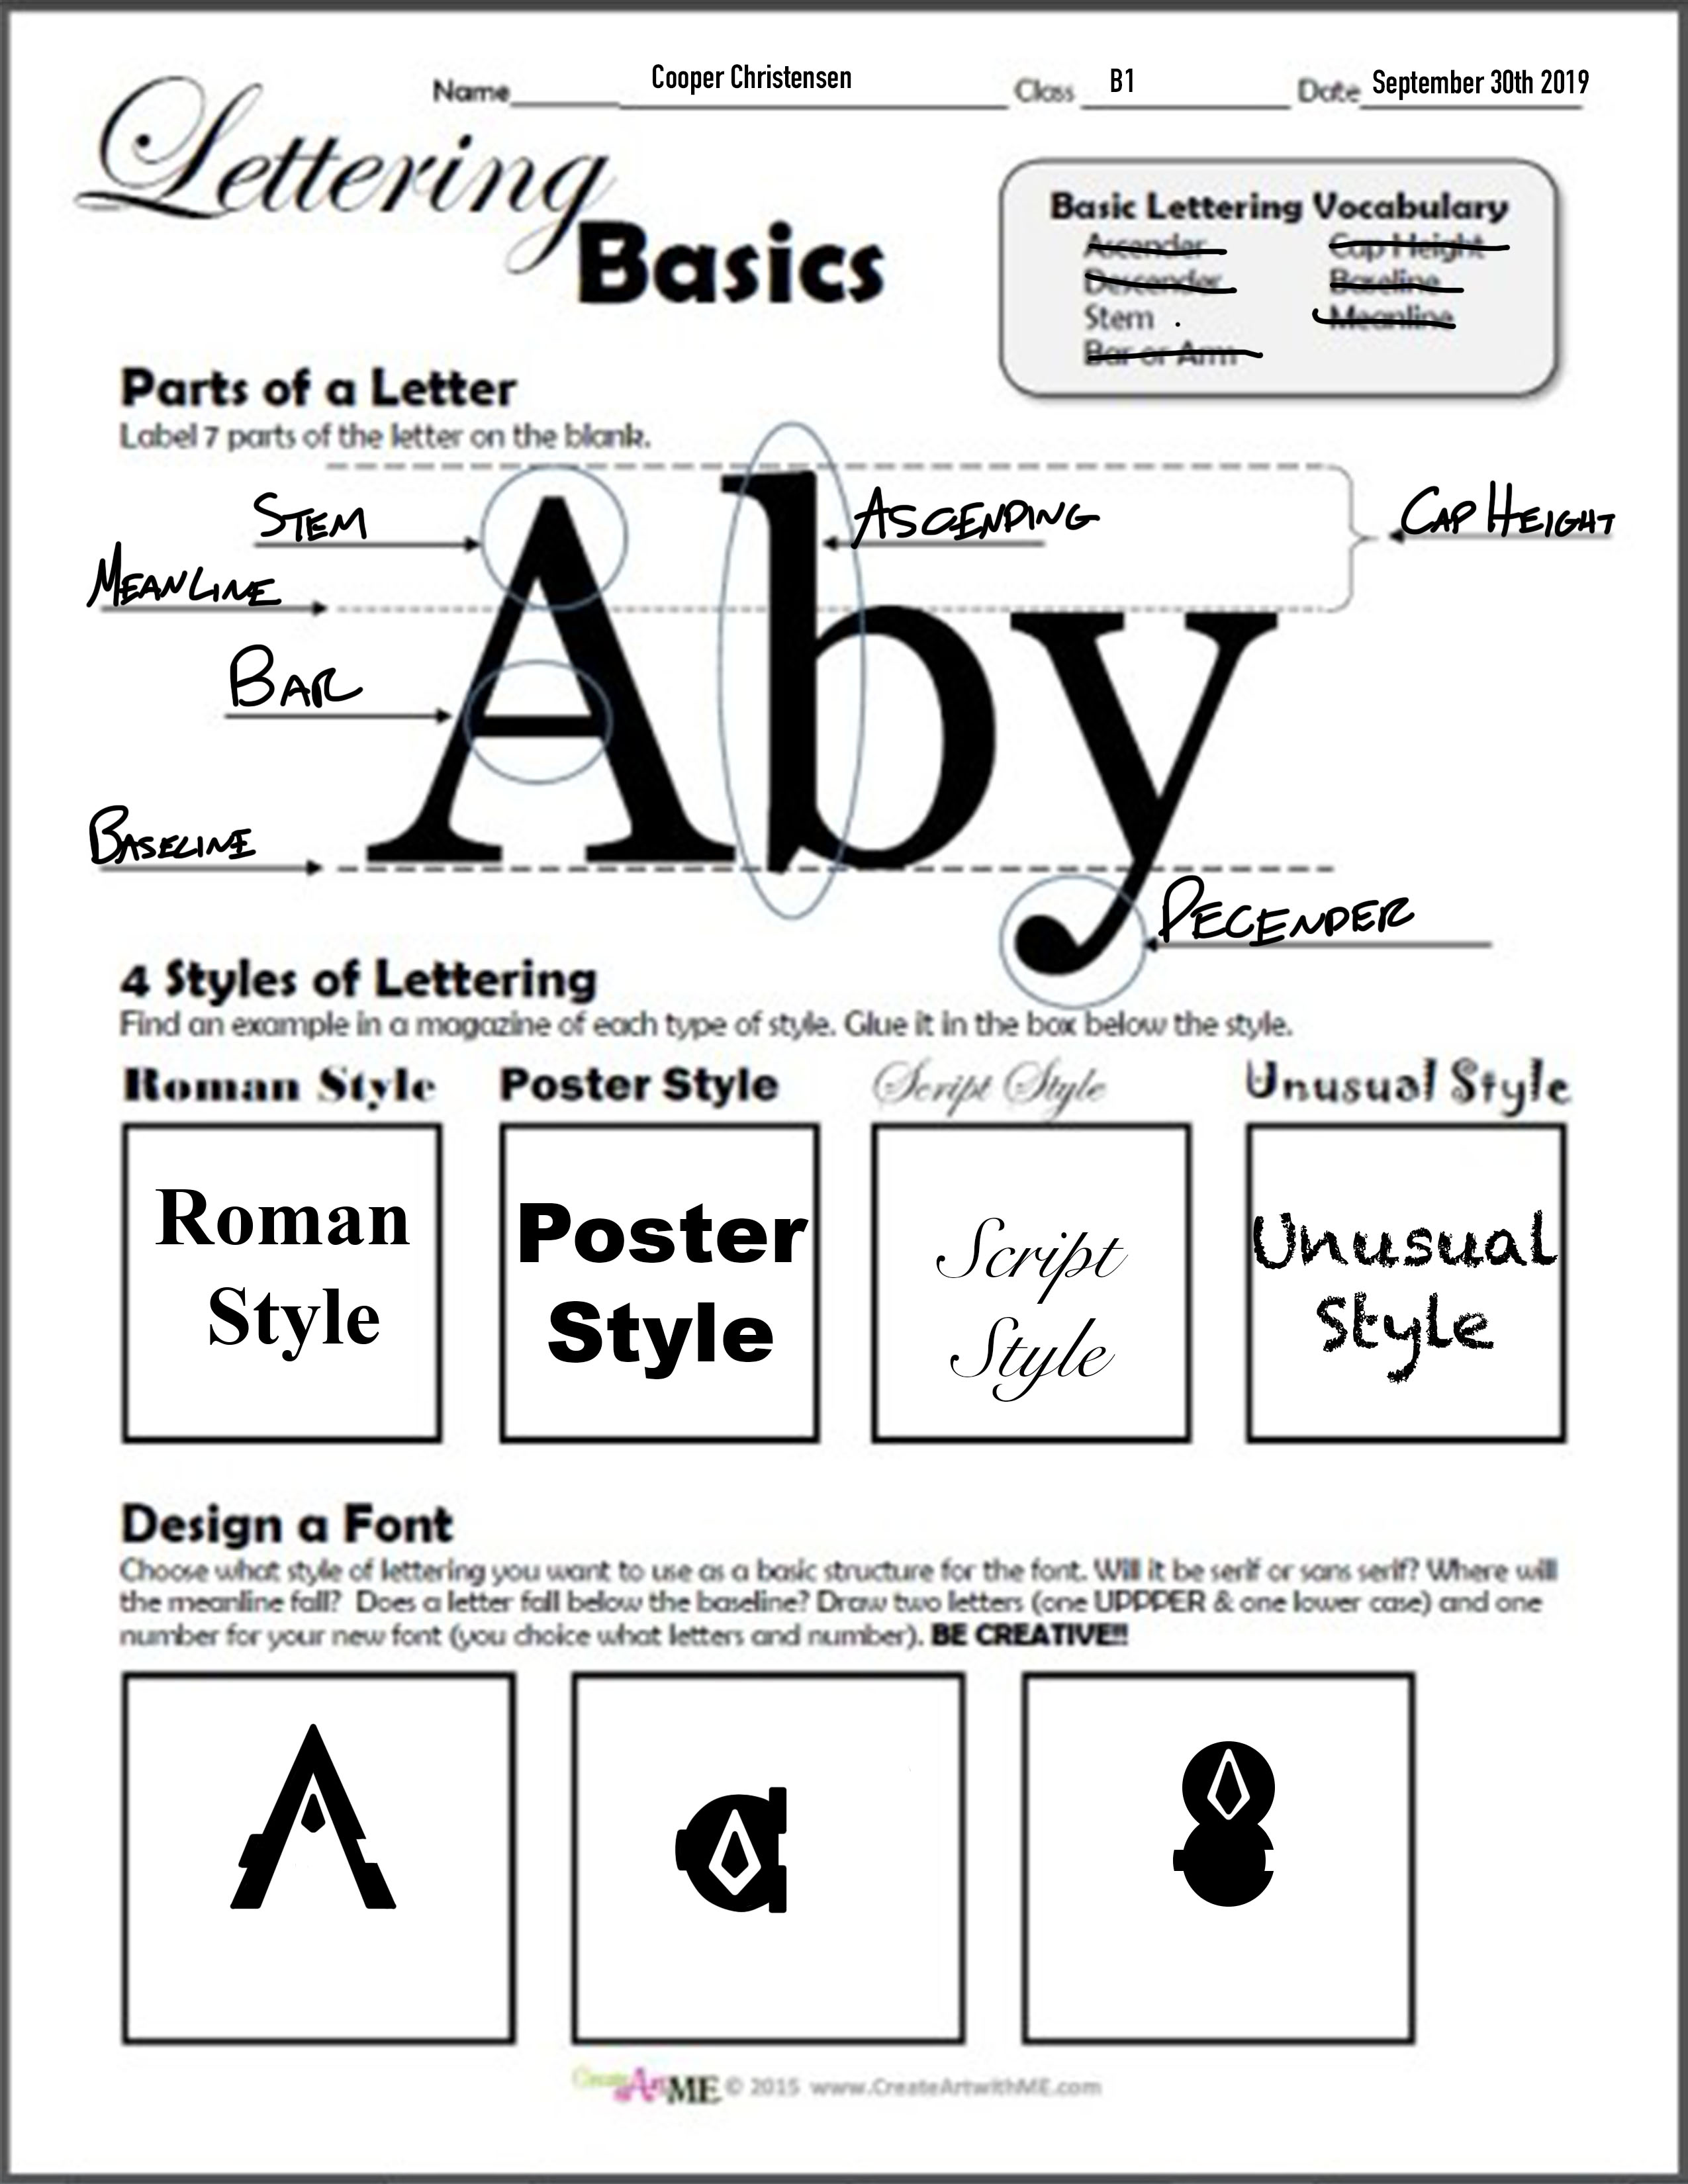 Name Cooper Christensen Class B1 Date September 30th 2019
Lettering
Basics
Basic Lettering Vocabulary
Ascender Cap Height
Descender Baseline
Stem Meanline
Bar or Arm
Parts of a Letter
Label 7 parts of the letter on the blank.
STEM
ASCENDING
CAP HEIGHT
MEANLINE
BAR
Aby
BASELINE
DECENDER
4 Styles of Lettering
Find an example in a magazine of each type of style. Glue it in the box below the style.
Roman Style Poster Style Script Style Unusual Style
Roman
Style
Poster
Style
Script
Style
Unusual
Style
Design a Font
Choose what style of lettering you want to use as a basic structure for the font. Will it be serif or sans serif? Where will
the meanline fall? Does a letter fall below the baseline? Draw two letters (one UPPPER & one lower case) and one
number for your new font (you choice what letters and number). BE CREATIVE!!
A a 8
Create Art with ME © 2015 www.CreateArtwithME.com